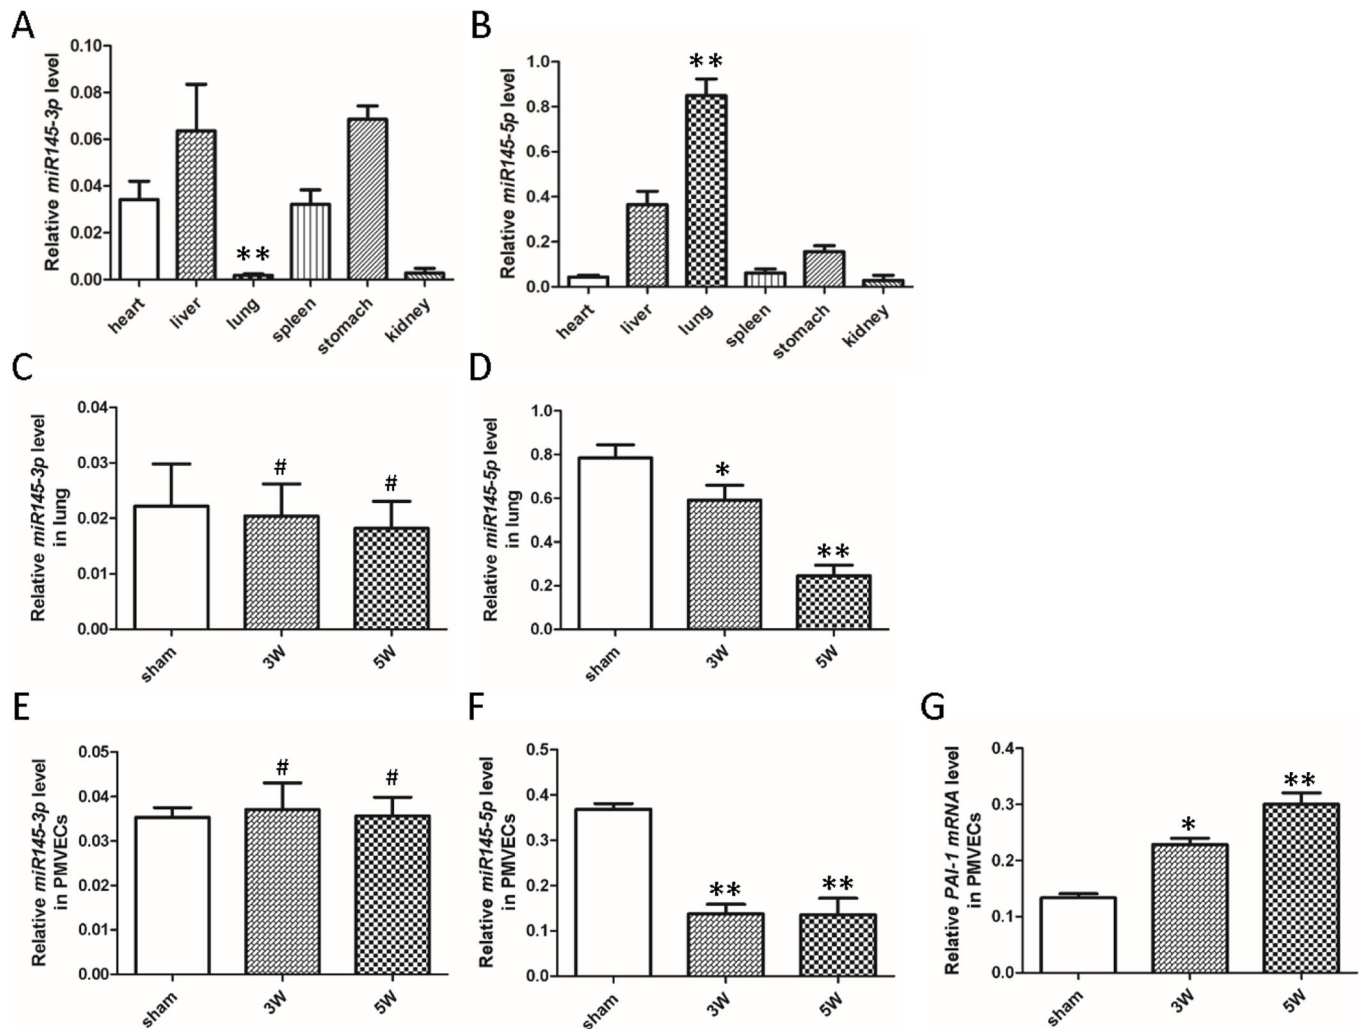 A
Relative miR145-3p level
0.10
0.08
0.06
0.04
0.02
0.00
**
heart
liver
lung
spleen
stomach
kidney
B
Relative miR145-5p level
1.0
0.8
0.6
0.4
0.2
0.0
**
heart
liver
lung
spleen
stomach
kidney
C
Relative miR145-3p level
in lung
0.04
0.03
0.02
0.01
0.00
#
#
sham
3W
5W
D
Relative miR145-5p level
in lung
1.0
0.8
0.6
0.4
0.2
0.0
*
**
sham
3W
5W
E
Relative miR145-3p level
in PMVECs
0.05
0.04
0.03
0.02
0.01
0.00
#
#
sham
3W
5W
F
Relative miR145-5p level
in PMVECs
0.5
0.4
0.3
0.2
0.1
0.0
**
**
sham
3W
5W
G
Relative PAI-1 mRNA level
in PMVECs
0.4
0.3
0.2
0.1
0.0
*
**
sham
3W
5W